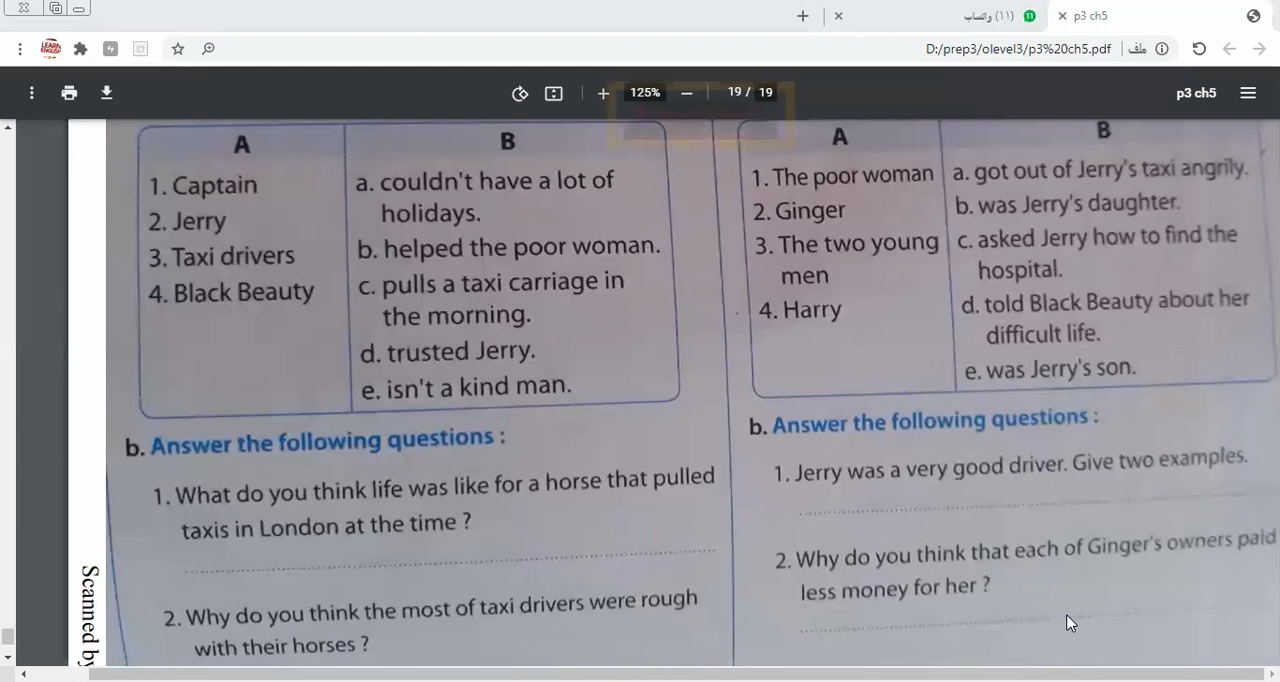 p3 ch5
واتساب (١١)
11
D:/prep3/olevel3/p3%20ch5.pdf
ملف
LEARN
ENGLISH
125%
19 / 19
p3 ch5
A
B
1. Captain
2. Jerry
3. Taxi drivers
4. Black Beauty
a. couldn't have a lot of
holidays.
b. helped the poor woman.
c. pulls a taxi carriage in
the morning.
d. trusted Jerry.
e. isn't a kind man.
b. Answer the following questions :
1. What do you think life was like for a horse that pulled
taxis in London at the time ?
2. Why do you think the most of taxi drivers were rough
with their horses ?
A
B
1. The poor woman
2. Ginger
3. The two young
men
4. Harry
a. got out of Jerry's taxi angrily.
b. was Jerry's daughter.
c. asked Jerry how to find the
hospital.
d. told Black Beauty about her
difficult life.
e. was Jerry's son.
b. Answer the following questions :
1. Jerry was a very good driver. Give two examples.
2. Why do you think that each of Ginger's owners paid
less money for her ?
Scanned by